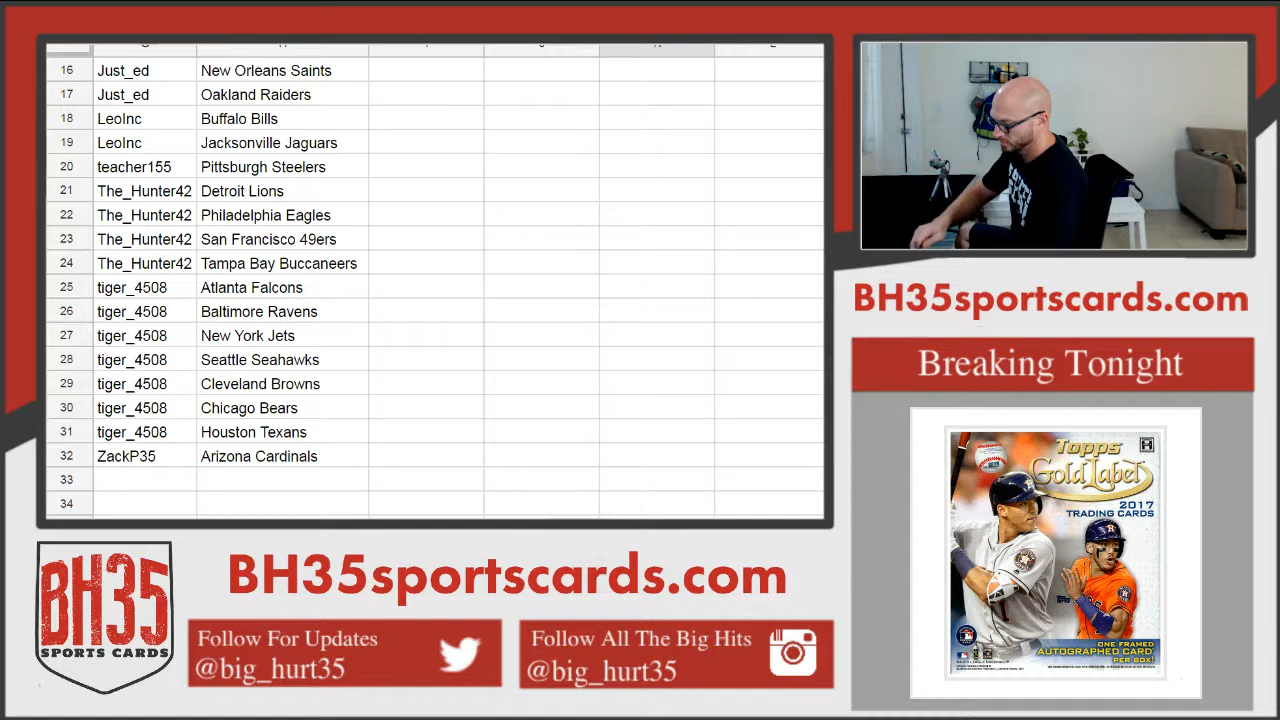 16 Just_ed New Orleans Saints
17 Just_ed Oakland Raiders
18 LeoInc Buffalo Bills
19 LeoInc Jacksonville Jaguars
20 teacher155 Pittsburgh Steelers
21 The_Hunter42 Detroit Lions
22 The_Hunter42 Philadelphia Eagles
23 The_Hunter42 San Francisco 49ers
24 The_Hunter42 Tampa Bay Buccaneers
25 tiger_4508 Atlanta Falcons
26 tiger_4508 Baltimore Ravens
27 tiger_4508 New York Jets
28 tiger_4508 Seattle Seahawks
29 tiger_4508 Cleveland Browns
30 tiger_4508 Chicago Bears
31 tiger_4508 Houston Texans
32 ZackP35 Arizona Cardinals
33
34
BH35sportscards.com
Breaking Tonight
Topps
Gold Label
2017
TRADING CARDS
ONE FRAMED
AUTOGRAPHED CARD
PER BOX!
BH35
SPORTS CARDS
BH35sportscards.com
Follow For Updates
@big_hurt35
Follow All The Big Hits
@big_hurt35